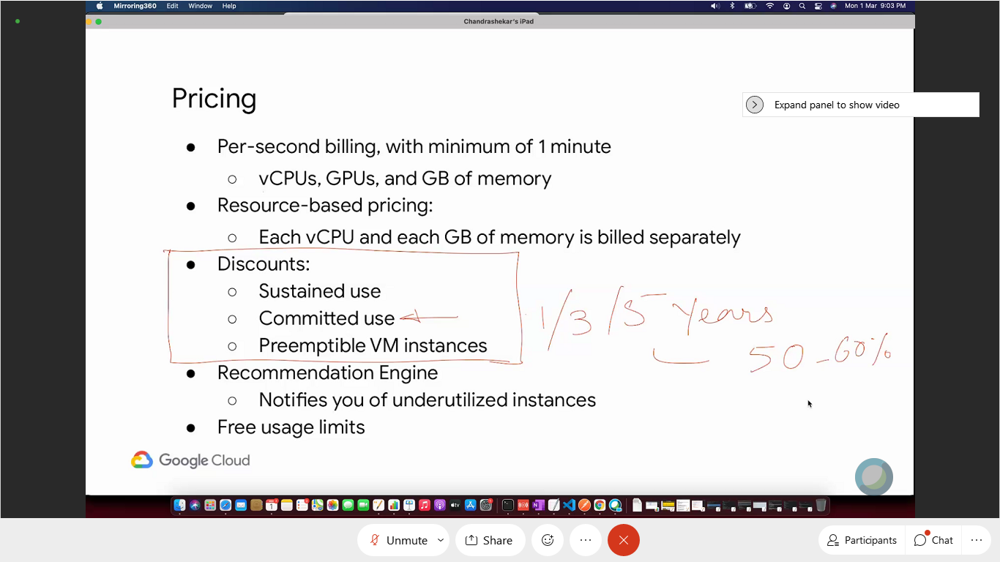 Mirroring360 Edit Window Help Mon 1 Mar 9:03 PM
Chandrashekar's iPad
Pricing
Expand panel to show video
● Per-second billing, with minimum of 1 minute
○ vCPUs, GPUs, and GB of memory
● Resource-based pricing:
○ Each vCPU and each GB of memory is billed separately
● Discounts:
○ Sustained use
○ Committed use
1/3/5 Years
○ Preemptible VM instances
50-60%
● Recommendation Engine
○ Notifies you of underutilized instances
● Free usage limits
Google Cloud
Unmute Share Participants Chat